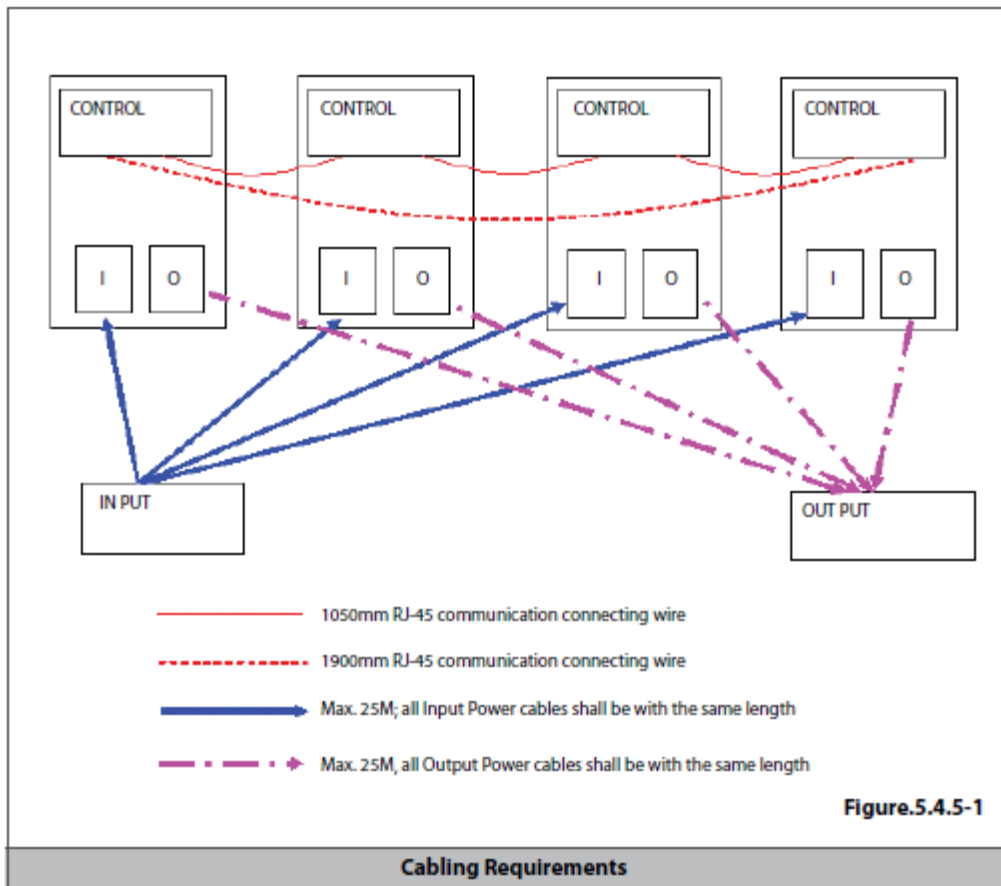 CONTROL
CONTROL
CONTROL
CONTROL
I
O
I
O
I
O
I
O
IN PUT
OUT PUT
1050mm RJ-45 communication connecting wire
1900mm RJ-45 communication connecting wire
Max. 25M; all Input Power cables shall be with the same length
Max. 25M, all Output Power cables shall be with the same length
Figure.5.4.5-1
Cabling Requirements